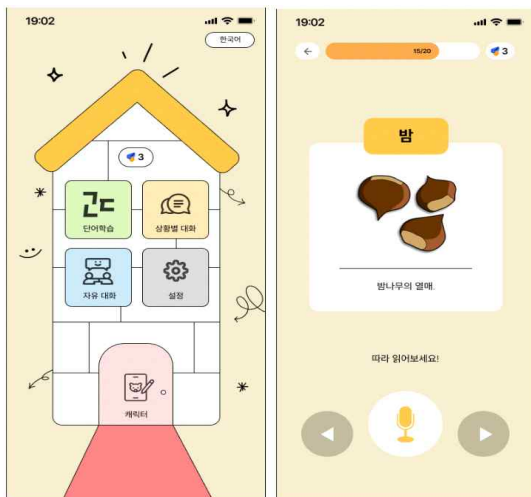 19:02
한국어
3
단어학습
상황별 대화
자유 대화
설정
캐릭터
19:02
15/20
3
밤
밤나무의 열매.
따라 읽어보세요!